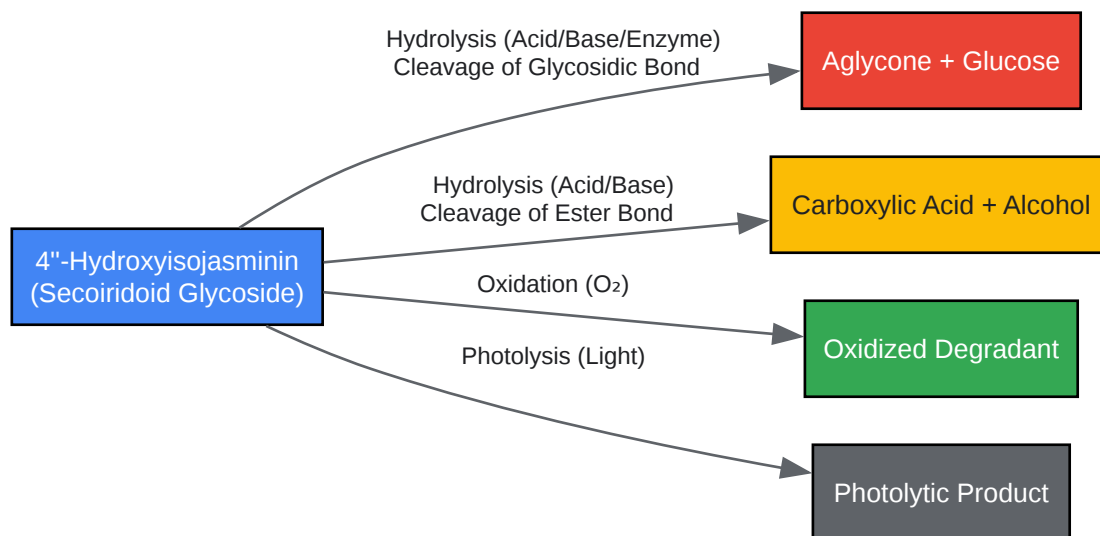 Hydrolysis (Acid/Base/Enzyme)
Cleavage of Glycosidic Bond
Aglycone + Glucose
Hydrolysis (Acid/Base)
Cleavage of Ester Bond
Carboxylic Acid + Alcohol
4"-Hydroxyisojasminin
(Secoiridoid Glycoside)
Oxidation (O₂)
Oxidized Degradant
Photolysis (Light)
Photolytic Product